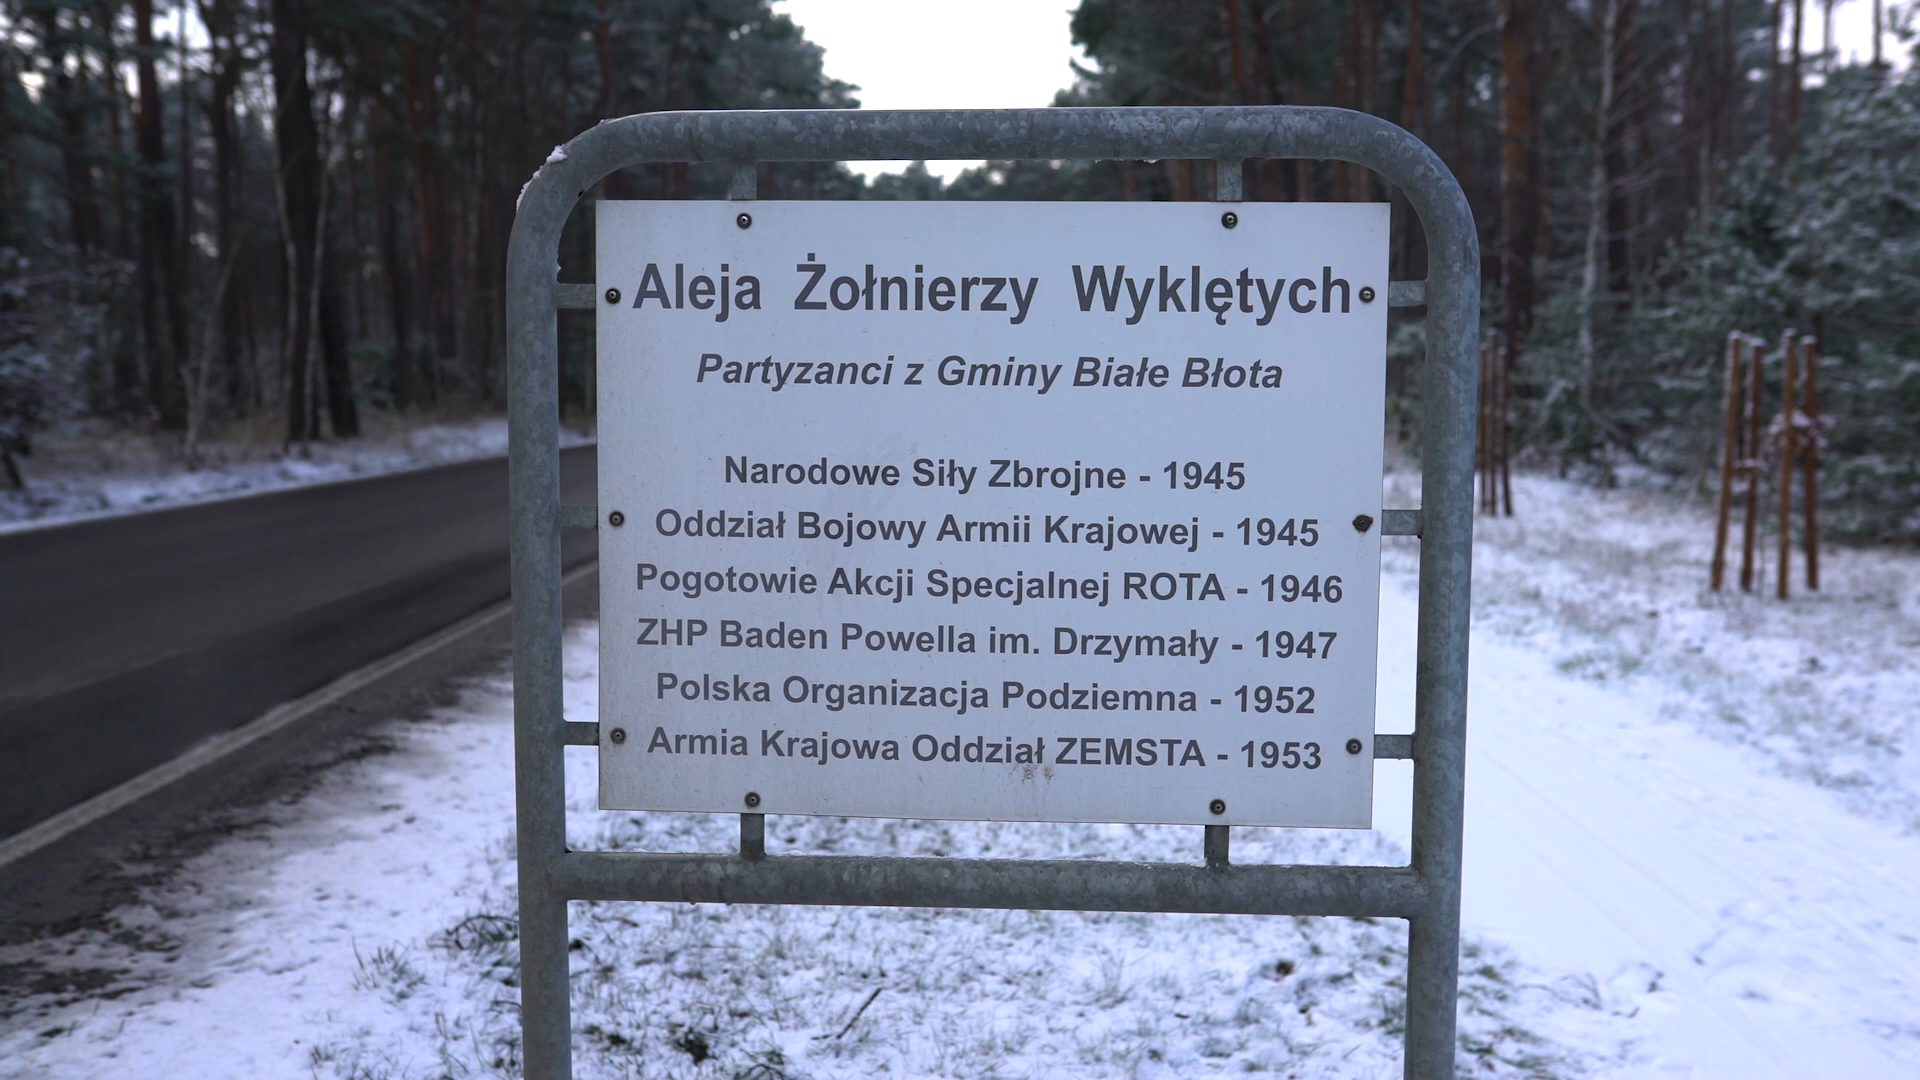 Aleja Żołnierzy Wyklętych
Partyzanci z Gminy Białe Błota
Narodowe Siły Zbrojne - 1945
Oddział Bojowy Armii Krajowej - 1945
Pogotowie Akcji Specjalnej ROTA - 1946
ZHP Baden Powella im. Drzymały - 1947
Polska Organizacja Podziemna - 1952
Armia Krajowa Oddział ZEMSTA - 1953